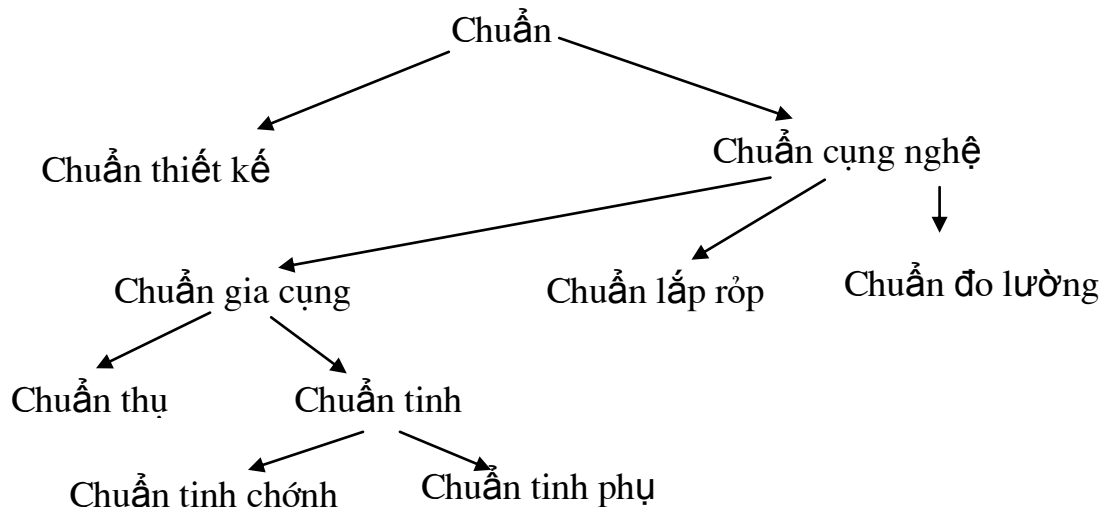 Chuẩn
Chuẩn thiết kế
Chuẩn cụng nghệ
Chuẩn gia cụng
Chuẩn lắp rỏp
Chuẩn đo lường
Chuẩn thụ
Chuẩn tinh
Chuẩn tinh chớnh
Chuẩn tinh phụ